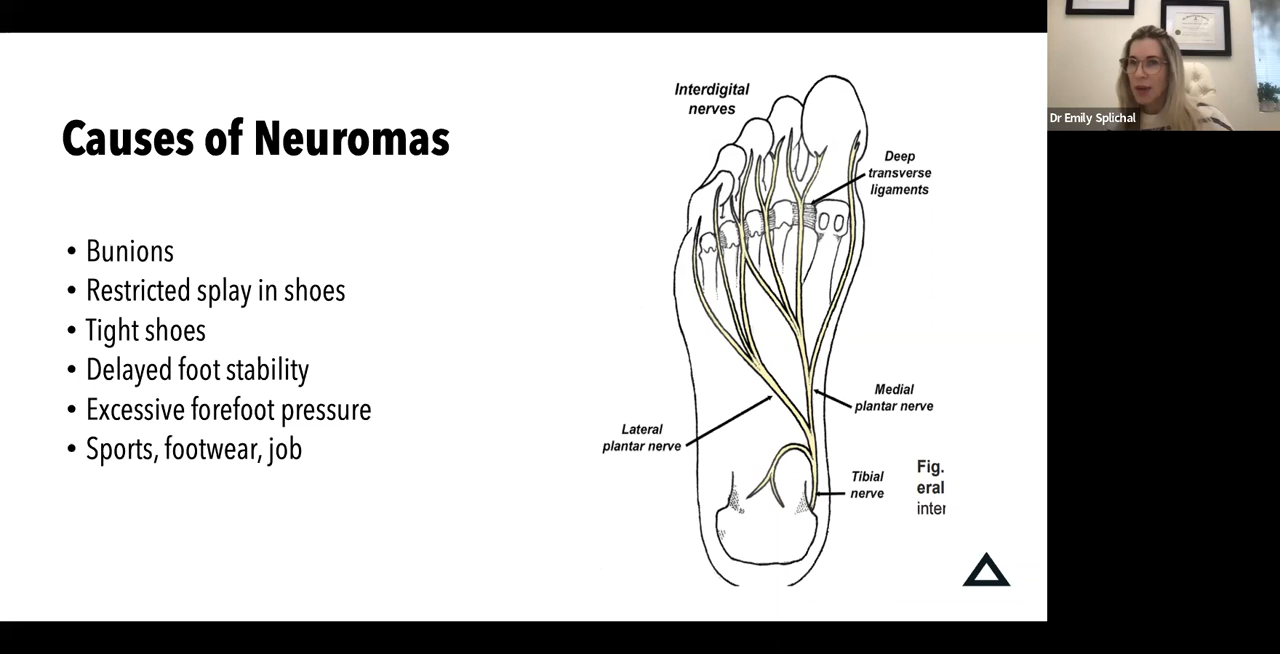 Causes of Neuromas
• Bunions
• Restricted splay in shoes
• Tight shoes
• Delayed foot stability
• Excessive forefoot pressure
• Sports, footwear, job
Interdigital
nerves
Deep
transverse
ligaments
Medial
plantar nerve
Lateral
plantar nerve
Tibial
nerve
Fig.
eral
inter
Dr Emily Splichal